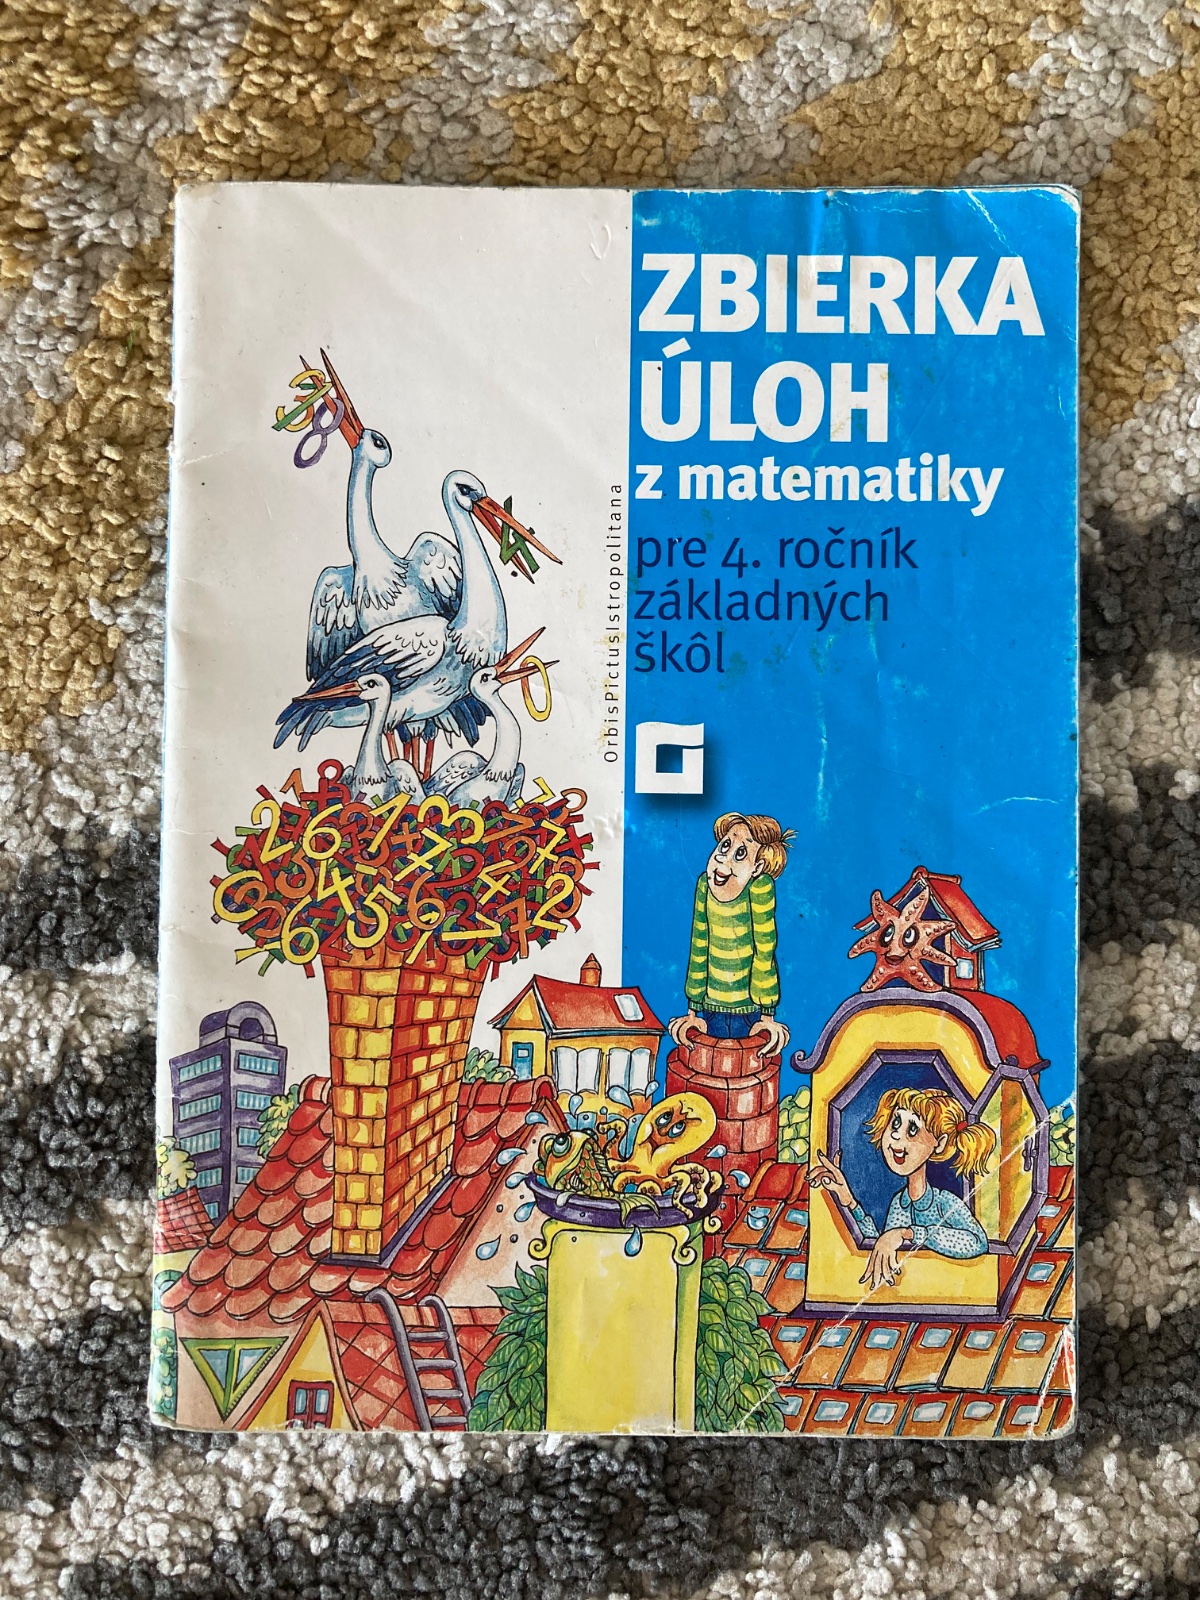 ZBIERKA
ÚLOH
z matematiky
pre 4. ročník
základných
škôl
OrbisPictusIstropolitana